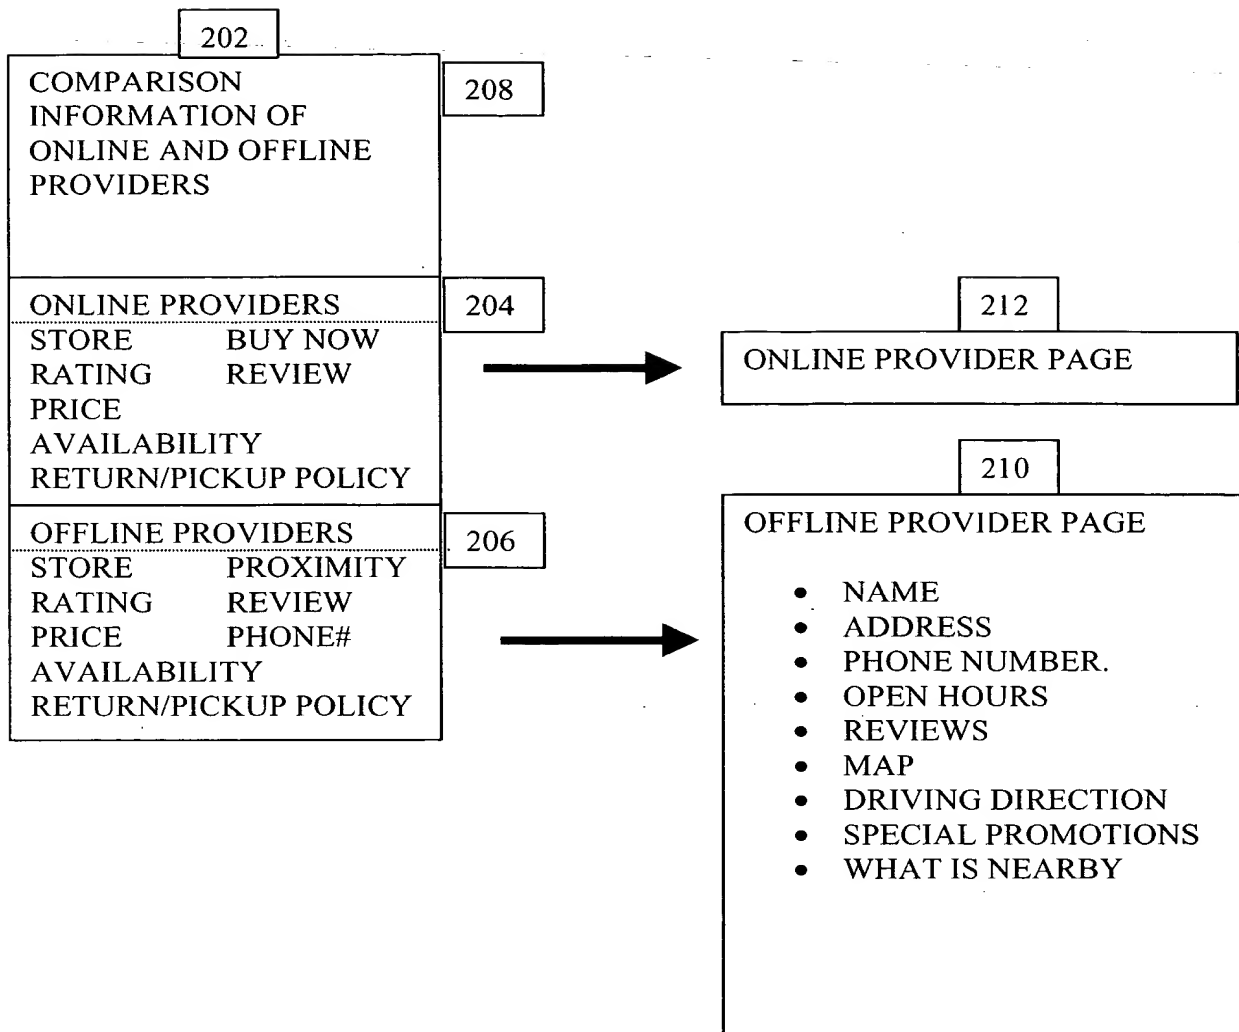 202
COMPARISON
INFORMATION OF
ONLINE AND OFFLINE
PROVIDERS
208
ONLINE PROVIDERS
204
STORE BUY NOW
RATING REVIEW
PRICE
AVAILABILITY
RETURN/PICKUP POLICY
OFFLINE PROVIDERS
206
STORE PROXIMITY
RATING REVIEW
PRICE PHONE#
AVAILABILITY
RETURN/PICKUP POLICY
212
ONLINE PROVIDER PAGE
210
OFFLINE PROVIDER PAGE
• NAME
• ADDRESS
• PHONE NUMBER.
• OPEN HOURS
• REVIEWS
• MAP
• DRIVING DIRECTION
• SPECIAL PROMOTIONS
• WHAT IS NEARBY